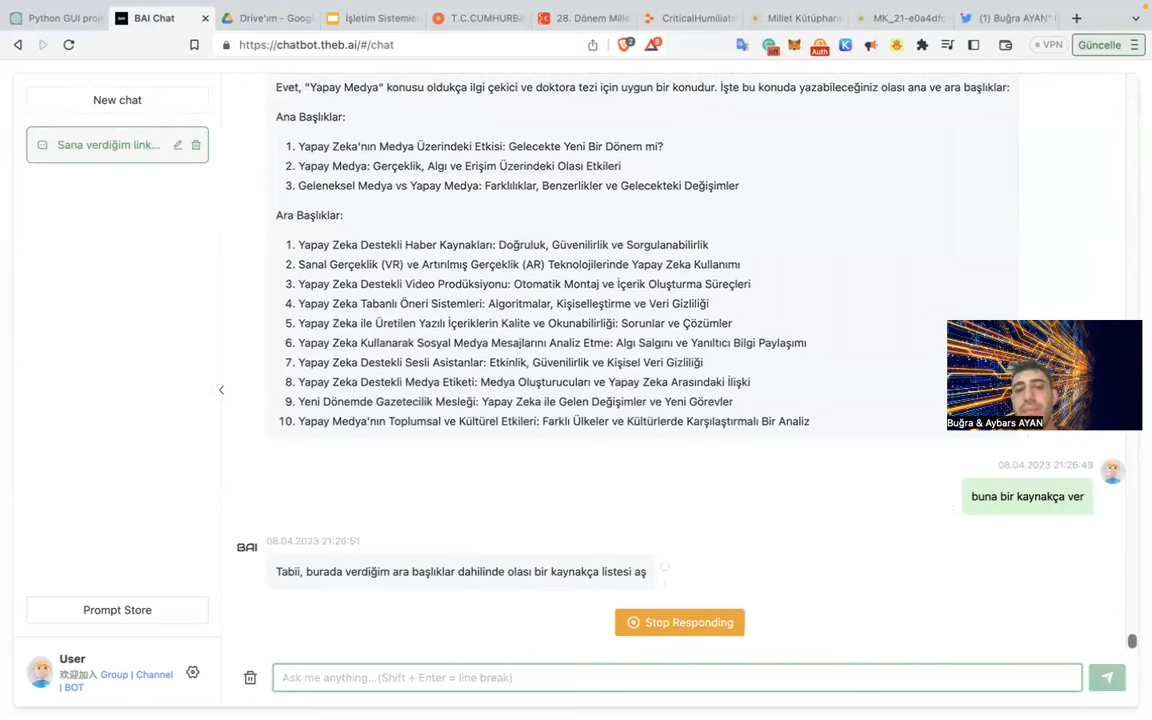 Python GUI proj
BAI Chat
Drive'ım - Googl
İşletim Sistemic
T.C.CUMHURBA
28. Dönem Mille
CriticalHumiliat
Millet Kütüphan
MK_21-e0a4dfc
(1) Buğra AYAN'
https://chatbot.theb.ai/#/chat
2
8
off
Auth
VPN
Güncelle
New chat
Sana verdiğim link...
Evet, "Yapay Medya" konusu oldukça ilgi çekici ve doktora tezi için uygun bir konudur. İşte bu konuda yazabileceğiniz olası ana ve ara başlıklar:
Ana Başlıklar:
1. Yapay Zeka'nın Medya Üzerindeki Etkisi: Gelecekte Yeni Bir Dönem mi?
2. Yapay Medya: Gerçeklik, Algı ve Erişim Üzerindeki Olası Etkileri
3. Geleneksel Medya vs Yapay Medya: Farklılıklar, Benzerlikler ve Gelecekteki Değişimler
Ara Başlıklar:
1. Yapay Zeka Destekli Haber Kaynakları: Doğruluk, Güvenilirlik ve Sorgulanabilirlik
2. Sanal Gerçeklik (VR) ve Artırılmış Gerçeklik (AR) Teknolojilerinde Yapay Zeka Kullanımı
3. Yapay Zeka Destekli Video Prodüksiyonu: Otomatik Montaj ve İçerik Oluşturma Süreçleri
4. Yapay Zeka Tabanlı Öneri Sistemleri: Algoritmalar, Kişiselleştirme ve Veri Gizliliği
5. Yapay Zeka ile Üretilen Yazılı İçeriklerin Kalite ve Okunabilirliği: Sorunlar ve Çözümler
6. Yapay Zeka Kullanarak Sosyal Medya Mesajlarını Analiz Etme: Algı Salgını ve Yanıltıcı Bilgi Paylaşımı
7. Yapay Zeka Destekli Sesli Asistanlar: Etkinlik, Güvenilirlik ve Kişisel Veri Gizliliği
8. Yapay Zeka Destekli Medya Etiketi: Medya Oluşturucuları ve Yapay Zeka Arasındaki İlişki
9. Yeni Dönemde Gazetecilik Mesleği: Yapay Zeka ile Gelen Değişimler ve Yeni Görevler
10. Yapay Medya'nın Toplumsal ve Kültürel Etkileri: Farklı Ülkeler ve Kültürlerde Karşılaştırmalı Bir Analiz
Buğra & Aybars AYAN
08.04.2023 21:26:49
buna bir kaynakça ver
BAI
08.04.2023 21:26:51
Tabii, burada verdiğim ara başlıklar dahilinde olası bir kaynakça listesi aş
Stop Responding
Prompt Store
User
欢迎加入 Group | Channel
| BOT
Ask me anything...(Shift + Enter = line break)